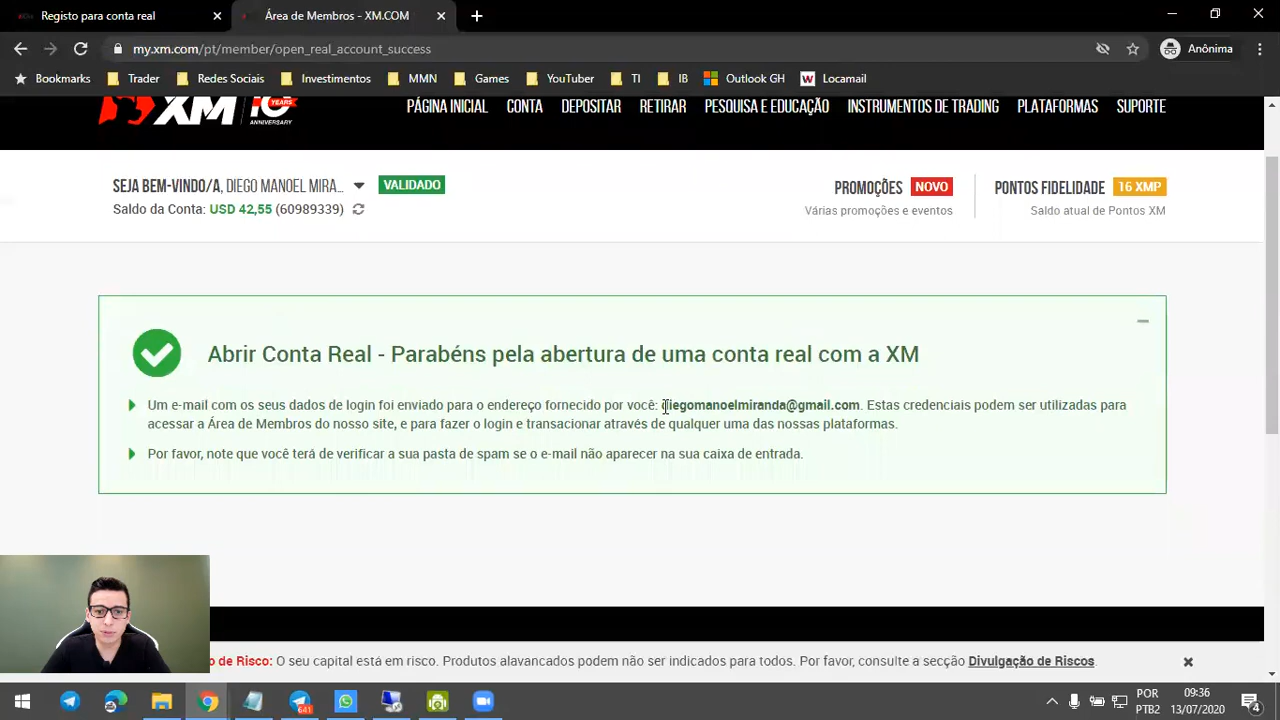 Registo para conta real
Área de Membros - XM.COM
my.xm.com/pt/member/open_real_account_success
Anônima
Bookmarks
Trader
Redes Sociais
Investimentos
MMN
Games
YouTuber
TI
IB
Outlook GH
Locamail
XM
10 YEARS ANNIVERSARY
PÁGINA INICIAL
CONTA
DEPOSITAR
RETIRAR
PESQUISA E EDUCAÇÃO
INSTRUMENTOS DE TRADING
PLATAFORMAS
SUPORTE
SEJA BEM-VINDO/A, DIEGO MANOEL MIRA...
VALIDADO
PROMOÇÕES NOVO
PONTOS FIDELIDADE 16 XMP
Saldo da Conta: USD 42,55 (60989339)
Várias promoções e eventos
Saldo atual de Pontos XM
Abrir Conta Real - Parabéns pela abertura de uma conta real com a XM
Um e-mail com os seus dados de login foi enviado para o endereço fornecido por você: diegomanoelmiranda@gmail.com. Estas credenciais podem ser utilizadas para
acessar a Área de Membros do nosso site, e para fazer o login e transacionar através de qualquer uma das nossas plataformas.
Por favor, note que você terá de verificar a sua pasta de spam se o e-mail não aparecer na sua caixa de entrada.
o de Risco: O seu capital está em risco. Produtos alavancados podem não ser indicados para todos. Por favor, consulte a secção Divulgação de Riscos.
641
POR
PTB2
09:36
13/07/2020
4